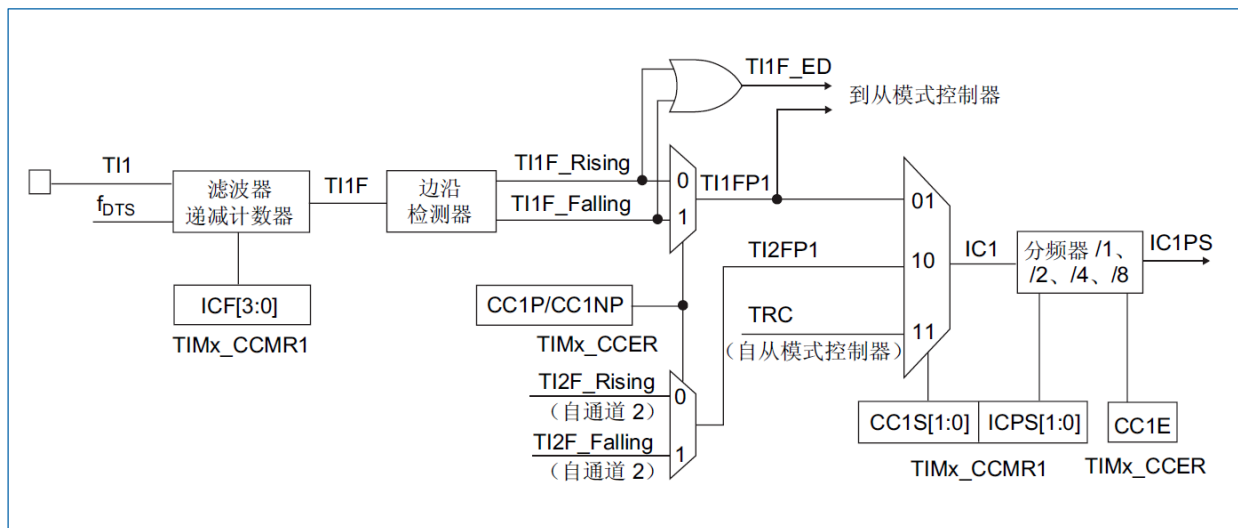 TI1F_ED
到从模式控制器
TI1
f_DTS
滤波器
递减计数器
TI1F
边沿
检测器
TI1F_Rising
TI1F_Falling
0
1
TI1FP1
01
10
11
TI2FP1
TRC
（自从模式控制器）
IC1
分频器 /1、
/2、/4、/8
IC1PS
ICF[3:0]
TIMx_CCMR1
CC1P/CC1NP
TIMx_CCER
TI2F_Rising
（自通道 2）
TI2F_Falling
（自通道 2）
0
1
CC1S[1:0]
ICPS[1:0]
TIMx_CCMR1
CC1E
TIMx_CCER